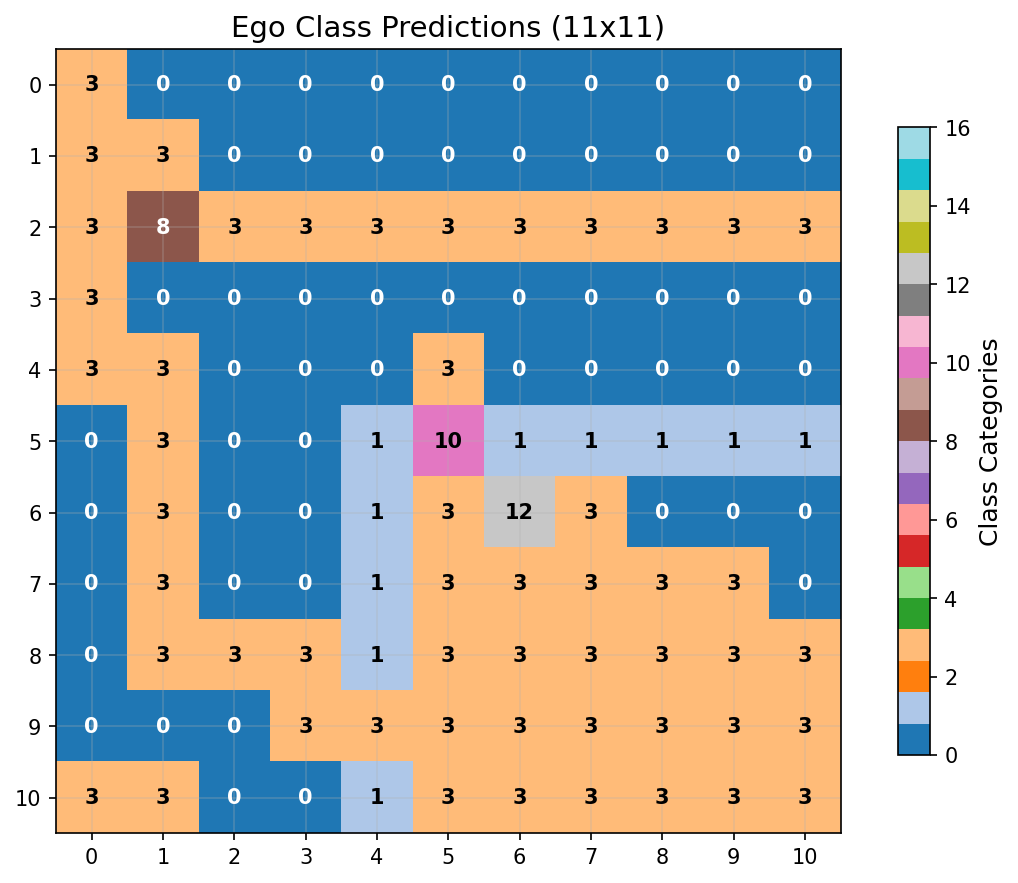 Ego Class Predictions (11x11)
0 3 0 0 0 0 0 0 0 0 0 0
1 3 3 0 0 0 0 0 0 0 0 0
2 3 8 3 3 3 3 3 3 3 3 3
3 3 0 0 0 0 0 0 0 0 0 0
4 3 3 0 0 0 3 0 0 0 0 0
5 0 3 0 0 1 10 1 1 1 1 1
6 0 3 0 0 1 3 12 3 0 0 0
7 0 3 0 0 1 3 3 3 3 3 0
8 0 3 3 3 1 3 3 3 3 3 3
9 0 0 0 3 3 3 3 3 3 3 3
10 3 3 0 0 1 3 3 3 3 3 3
0 1 2 3 4 5 6 7 8 9 10
16
14
12
10
8
6
4
2
0
Class Categories